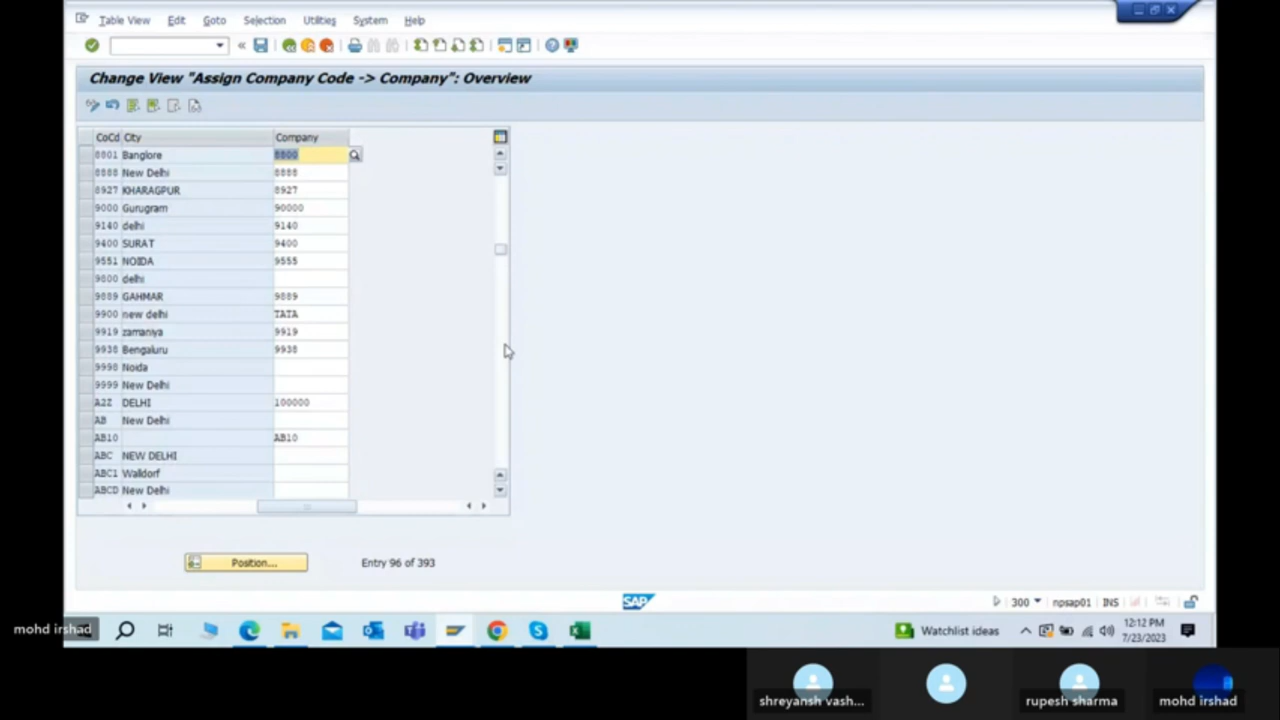 Table View Edit Goto Selection Utilities System Help
Change View "Assign Company Code -> Company": Overview
CoCd City Company
8801 Banglore 8800
8888 New Delhi 8888
8927 KHARAGPUR 8927
9000 Gurugram 90000
9140 delhi 9140
9400 SURAT 9400
9551 NOIDA 9555
9800 delhi
9889 GAHMAR 9889
9900 new delhi TATA
9919 zamaniya 9919
9938 Bengaluru 9938
9998 Noida
9999 New Delhi
A2Z DELHI 100000
AB New Delhi
AB10 AB10
ABC NEW DELHI
ABC1 Walldorf
ABCD New Delhi
Position... Entry 96 of 393
SAP 300 npsap01 INS
mohd irshad
Watchlist ideas
12:12 PM
7/23/2023
shreyansh vash... rupesh sharma mohd irshad